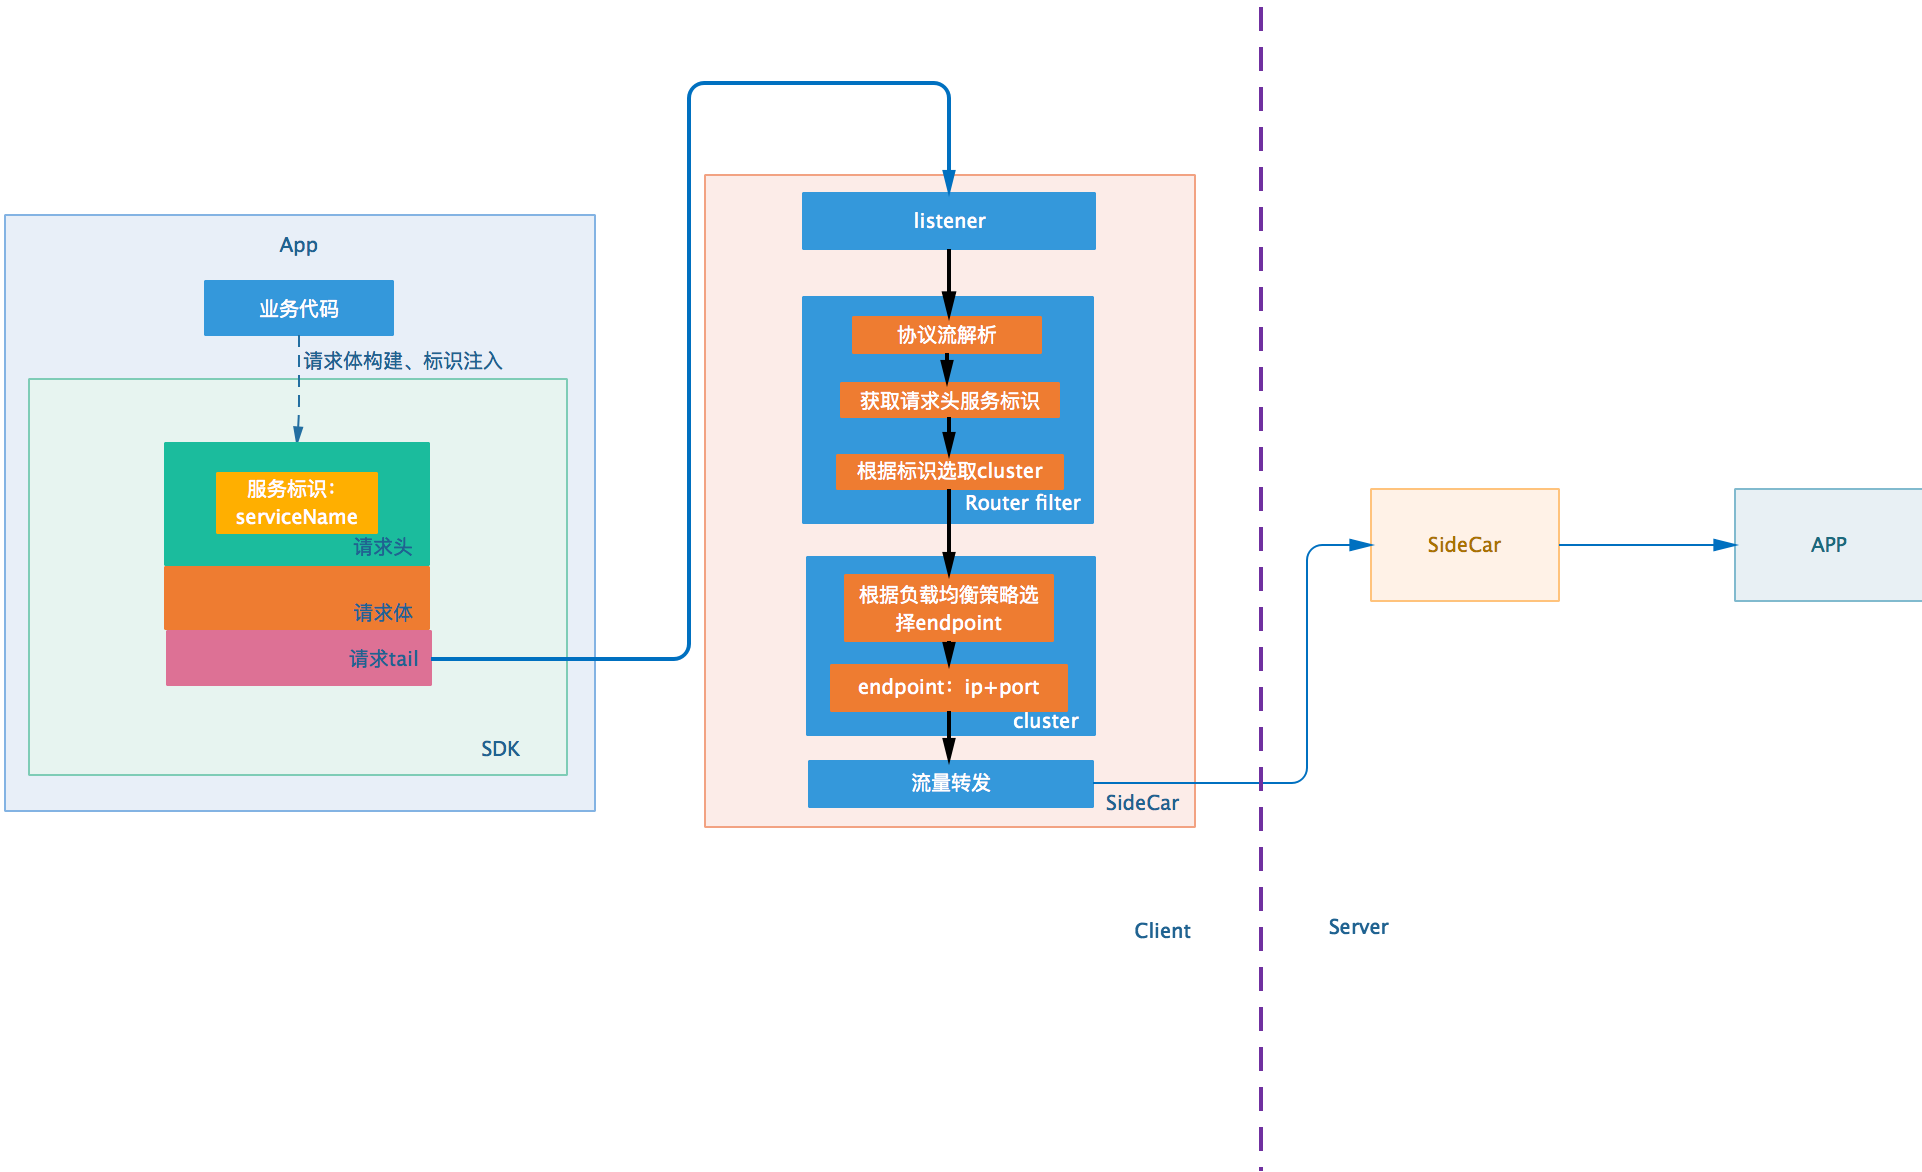 App
业务代码
请求体构建、标识注入
服务标识：
serviceName
请求头
请求体
请求tail
SDK
listener
协议流解析
获取请求头服务标识
根据标识选取cluster
Router filter
根据负载均衡策略选
择endpoint
endpoint：ip+port
cluster
流量转发
SideCar
Client
Server
SideCar
APP